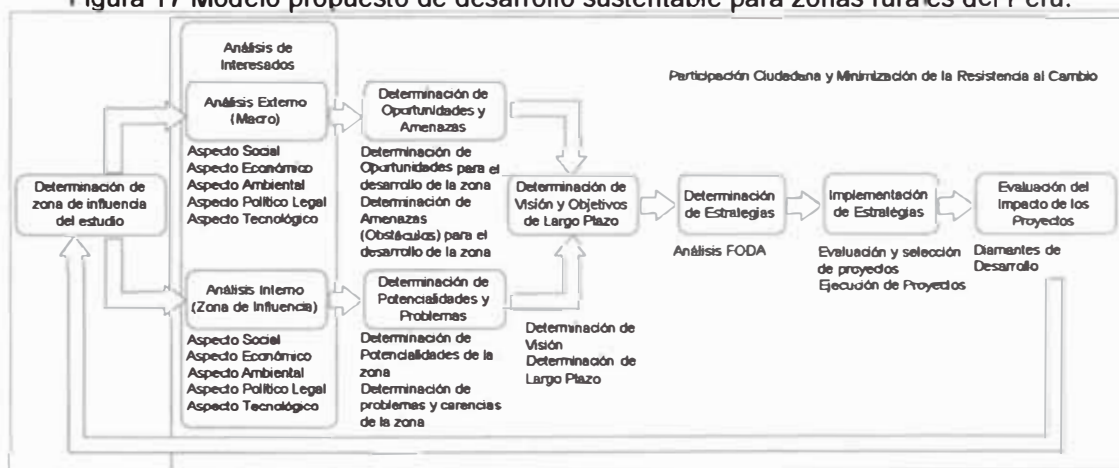 Figura 17 Modelo propuesto de desarrollo sustentable para zonas rurales del Perú.
Análisis de
Interesados
Participación Ciudadana y Minimización de la Resistencia al Cambio
Análisis Externo
(Macro)
Aspecto Social
Aspecto Económico
Aspecto Ambiental
Aspecto Político Legal
Aspecto Tecnológico
Determinación de
Oportunidades y
Amenazas
Determinación de
Oportunidades para el
desarrollo de la zona
Determinación de
Amenazas
(Obstáculos) para el
desarrollo de la zona
Determinación de
zona de influencia
del estudio
Análisis Interno
(Zona de Influencia)
Aspecto Social
Aspecto Económico
Aspecto Ambiental
Aspecto Político Legal
Aspecto Tecnológico
Determinación de
Potencialidades y
Problemas
Determinación de
Potencialidades de la
zona
Determinación de
problemas y carencias
de la zona
Determinación de
Visión y Objetivos
de Largo Plazo
Determinación de
Visión
Determinación de
Largo Plazo
Determinación
de Estrategias
Análisis FODA
Implementación
de Estratégias
Evaluación y selección
de proyectos
Ejecución de Proyectos
Evaluación del
Impacto de los
Proyectos
Diamantes de
Desarrollo